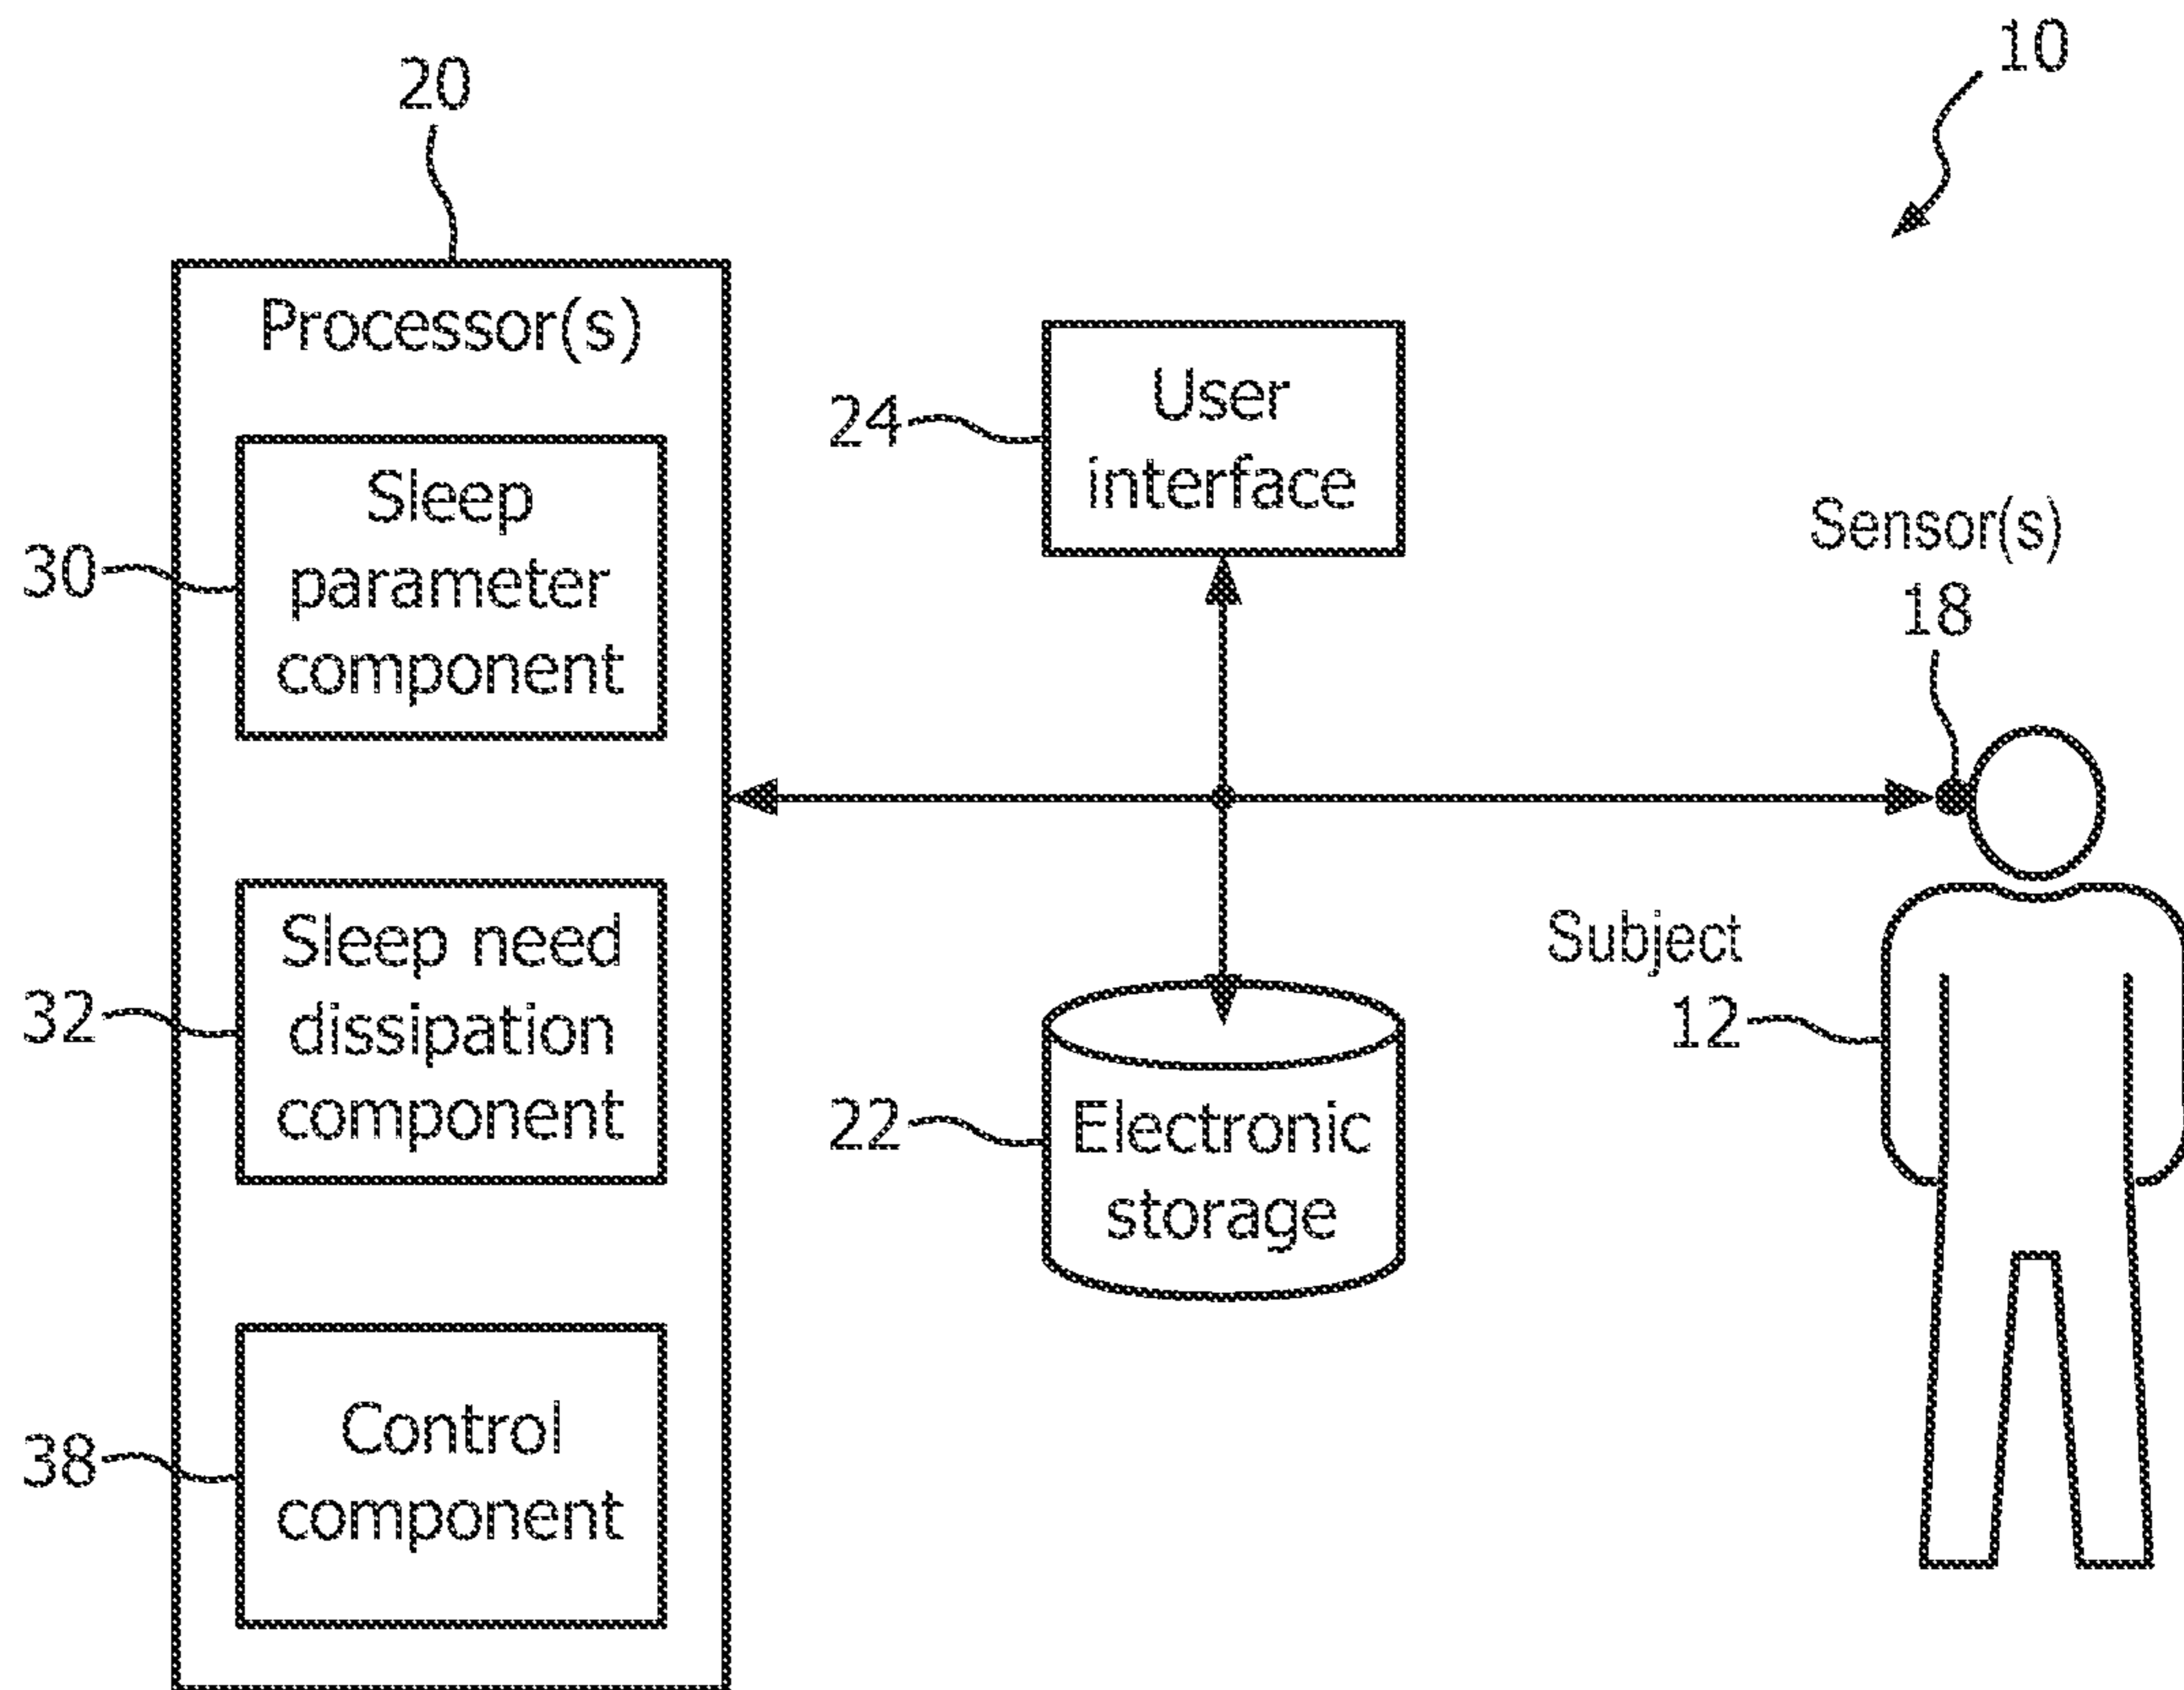 10
20
Processor(s)
Sleep
parameter
component
30
Sleep need
dissipation
component
32
Control
component
38
User
interface
24
Electronic
storage
22
Sensor(s)
18
Subject
12